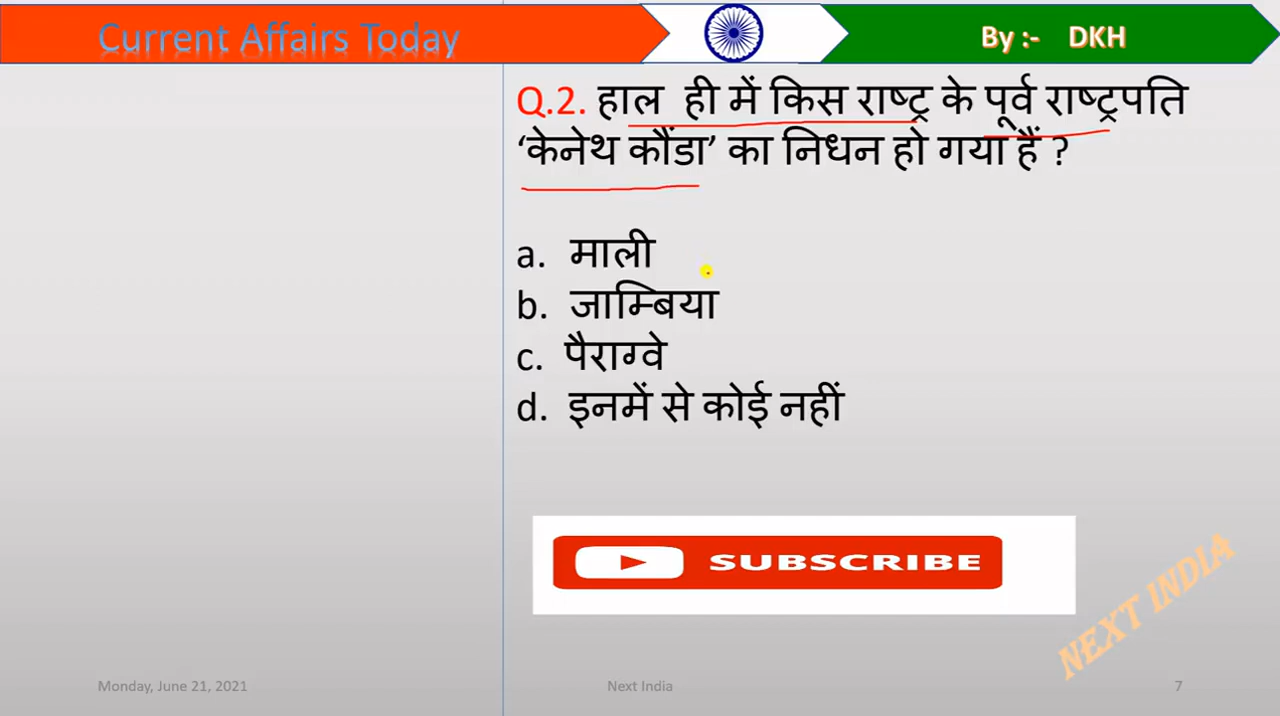 Current Affairs Today
By :- DKH
Q.2. हाल ही में किस राष्ट्र के पूर्व राष्ट्रपति
‘केनेथ कौंडा’ का निधन हो गया हैं ?
a. माली
b. जाम्बिया
c. पैराग्वे
d. इनमें से कोई नहीं
SUBSCRIBE
NEXT INDIA
Monday, June 21, 2021
Next India
7